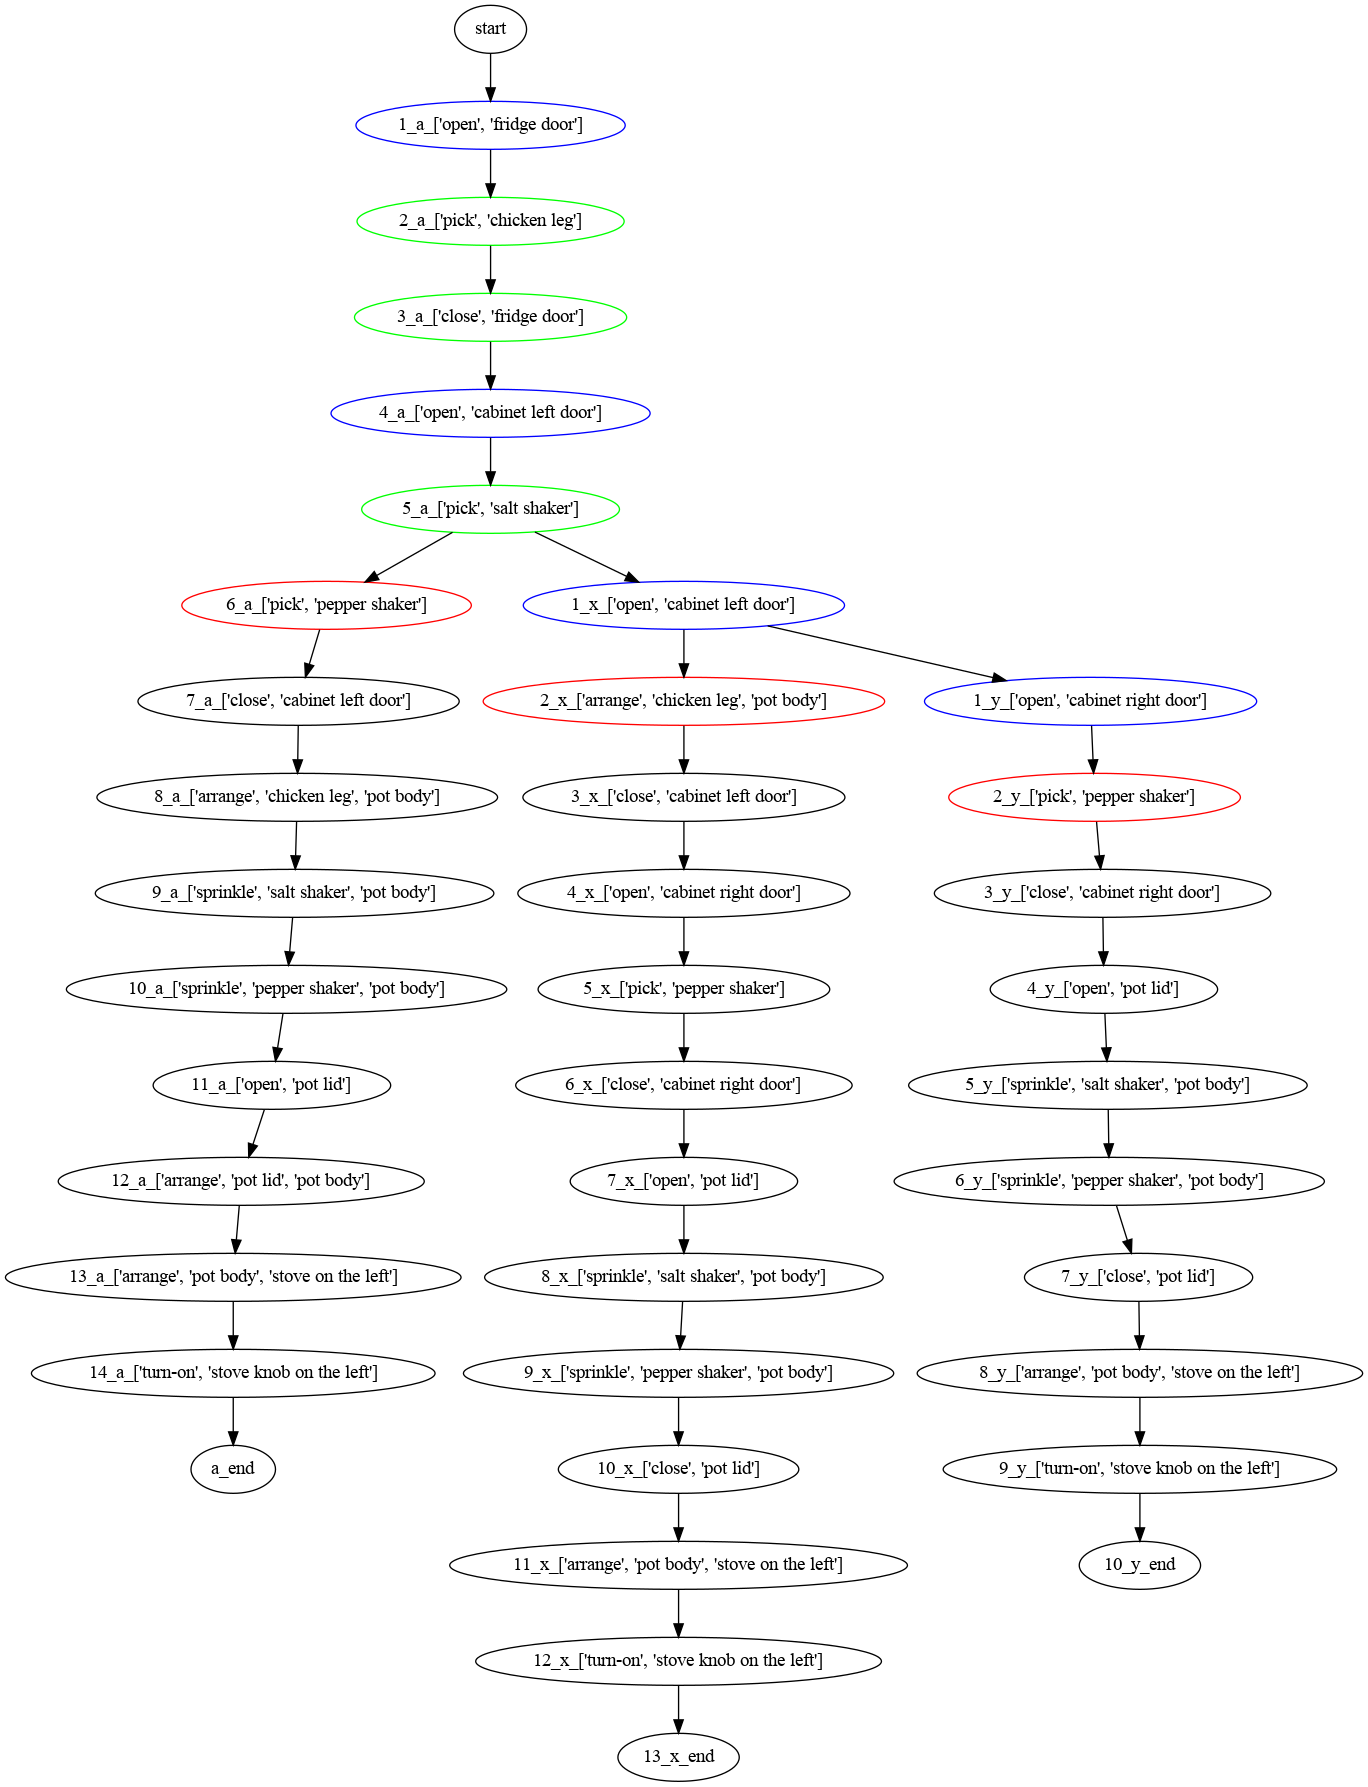 start
1_a_['open', 'fridge door']
2_a_['pick', 'chicken leg']
3_a_['close', 'fridge door']
4_a_['open', 'cabinet left door']
5_a_['pick', 'salt shaker']
6_a_['pick', 'pepper shaker']
1_x_['open', 'cabinet left door']
7_a_['close', 'cabinet left door']
2_x_['arrange', 'chicken leg', 'pot body']
1_y_['open', 'cabinet right door']
8_a_['arrange', 'chicken leg', 'pot body']
3_x_['close', 'cabinet left door']
2_y_['pick', 'pepper shaker']
9_a_['sprinkle', 'salt shaker', 'pot body']
4_x_['open', 'cabinet right door']
3_y_['close', 'cabinet right door']
10_a_['sprinkle', 'pepper shaker', 'pot body']
5_x_['pick', 'pepper shaker']
4_y_['open', 'pot lid']
11_a_['open', 'pot lid']
6_x_['close', 'cabinet right door']
5_y_['sprinkle', 'salt shaker', 'pot body']
12_a_['arrange', 'pot lid', 'pot body']
7_x_['open', 'pot lid']
6_y_['sprinkle', 'pepper shaker', 'pot body']
13_a_['arrange', 'pot body', 'stove on the left']
8_x_['sprinkle', 'salt shaker', 'pot body']
7_y_['close', 'pot lid']
14_a_['turn-on', 'stove knob on the left']
9_x_['sprinkle', 'pepper shaker', 'pot body']
8_y_['arrange', 'pot body', 'stove on the left']
a_end
10_x_['close', 'pot lid']
9_y_['turn-on', 'stove knob on the left']
11_x_['arrange', 'pot body', 'stove on the left']
10_y_end
12_x_['turn-on', 'stove knob on the left']
13_x_end